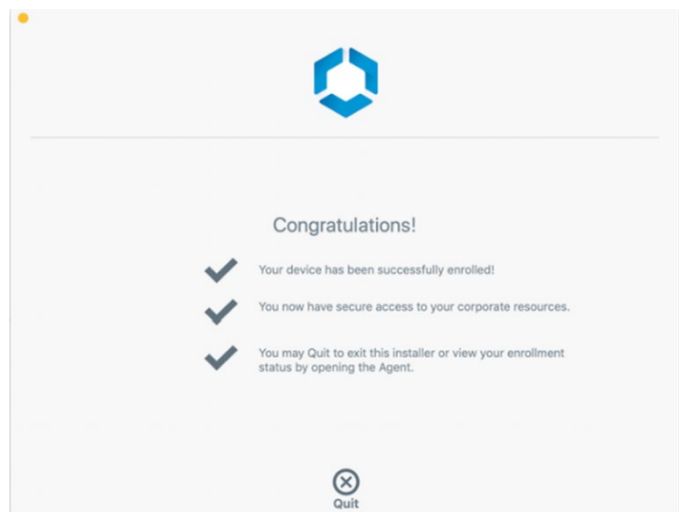 Congratulations!
Your device has been successfully enrolled!
You now have secure access to your corporate resources.
You may Quit to exit this installer or view your enrollment
status by opening the Agent.
Quit